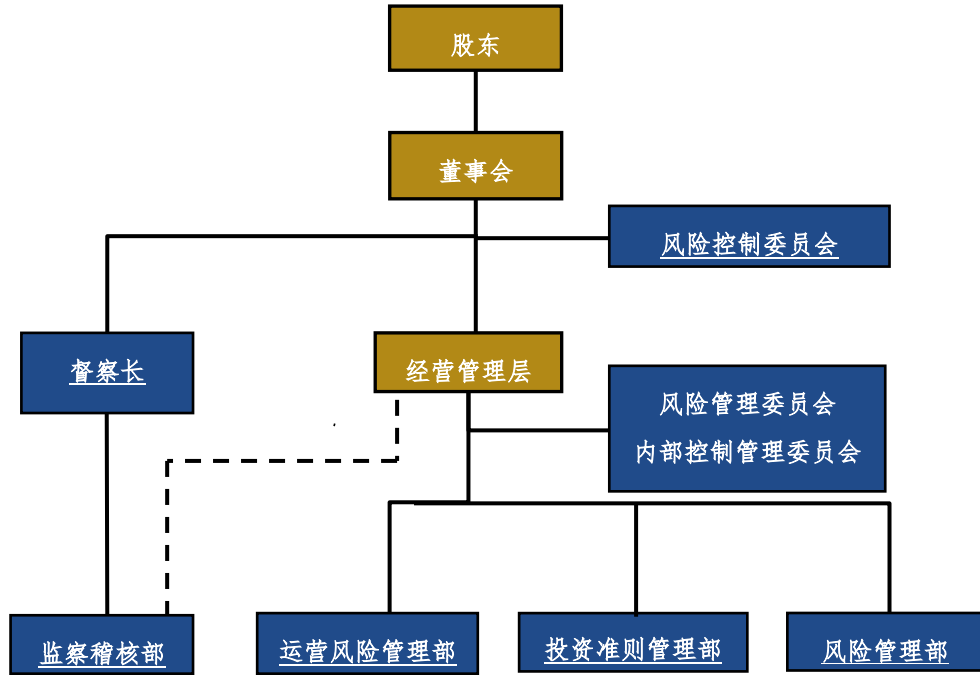 股东
董事会
风险控制委员会
督察长
经营管理层
风险管理委员会
内部控制管理委员会
监察稽核部
运营风险管理部
投资准则管理部
风险管理部